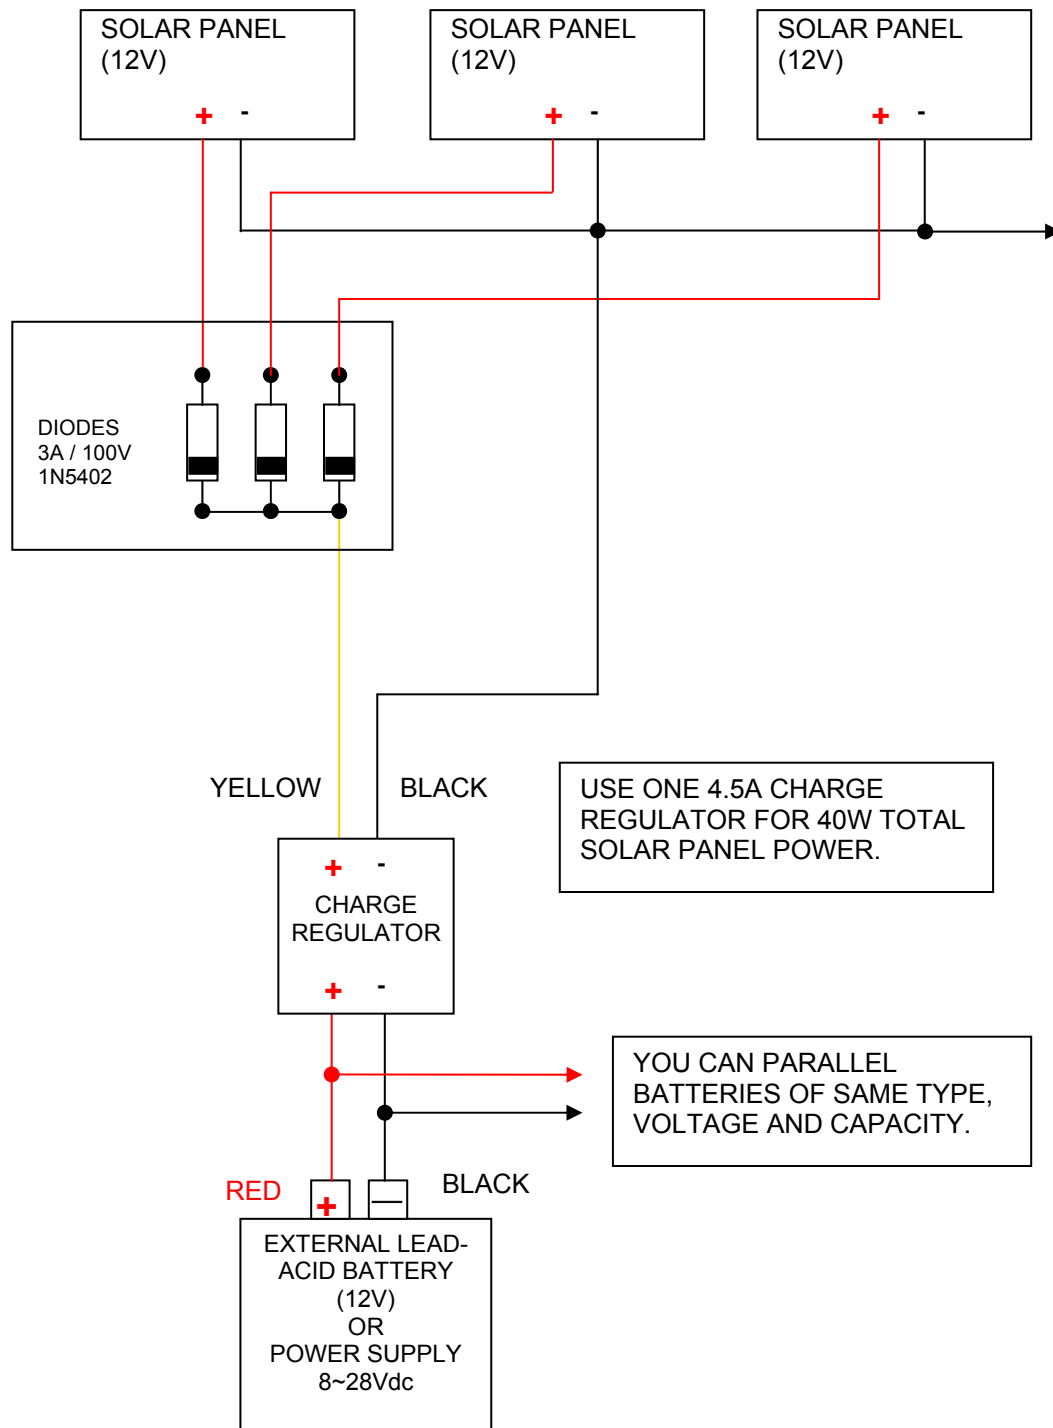 SOLAR PANEL
(12V)
+ -
SOLAR PANEL
(12V)
+ -
SOLAR PANEL
(12V)
+ -
DIODES
3A / 100V
1N5402
YELLOW
BLACK
USE ONE 4.5A CHARGE
REGULATOR FOR 40W TOTAL
SOLAR PANEL POWER.
+ -
CHARGE
REGULATOR
+ -
YOU CAN PARALLEL
BATTERIES OF SAME TYPE,
VOLTAGE AND CAPACITY.
RED
+ —
BLACK
EXTERNAL LEAD-
ACID BATTERY
(12V)
OR
POWER SUPPLY
8~28Vdc